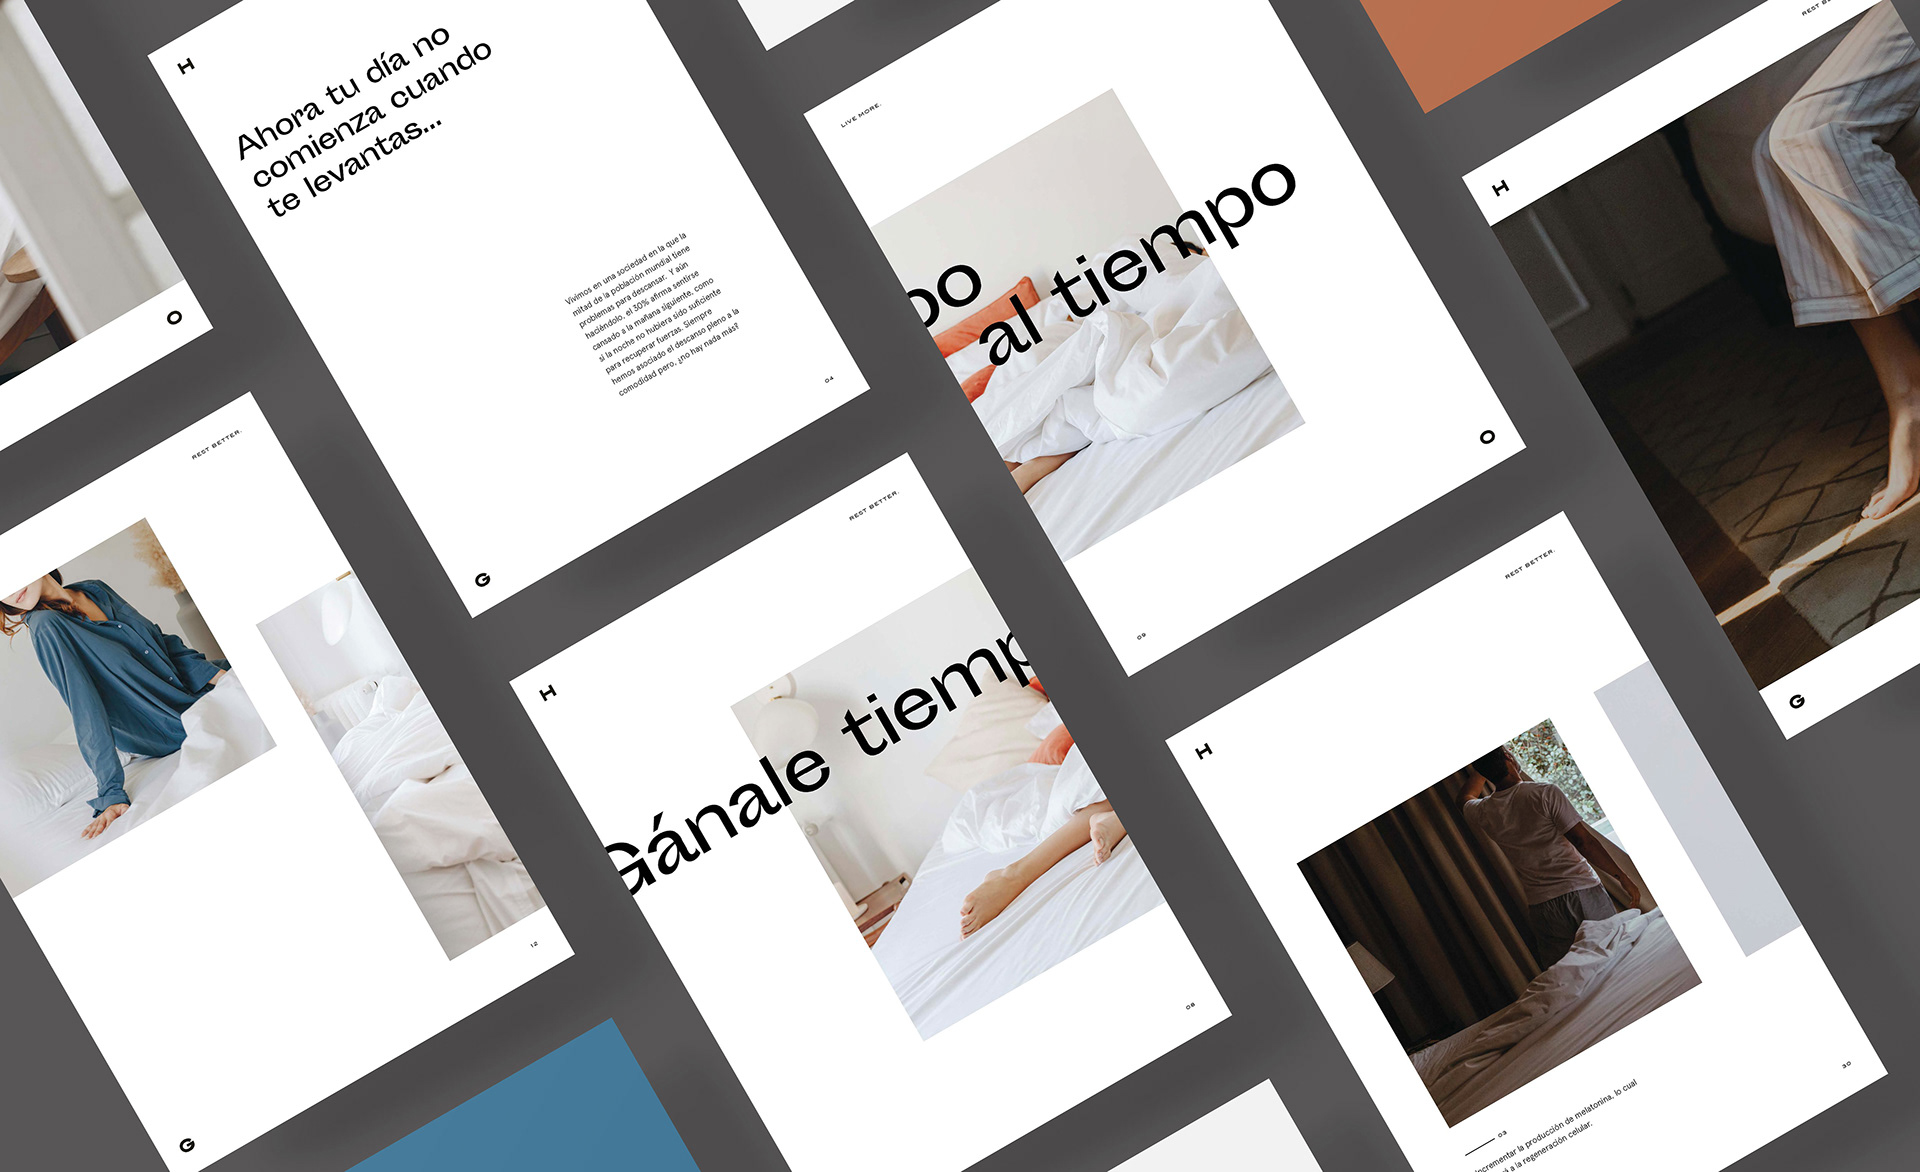 H
Ahora tu día no
comienza cuando
te levantas...
Vivimos en una sociedad en la que la
mitad de la población mundial tiene
problemas para descansar. Y aún
haciéndolo, el 30% afirma sentirse
cansado a la mañana siguiente, como
si la noche no hubiera sido suficiente
para recuperar fuerzas. Siempre
hemos asociado el descanso pleno a la
comodidad pero, ¿no hay nada más?
04
G
O
LIVE MORE.
po
al tiempo
O
09
REST BE
H
G
REST BETTER.
12
G
REST BETTER.
H
Gánale tiemp
08
REST BETTER.
H
03
incrementar la producción de melatonina, lo cual
a la regeneración celular.
30